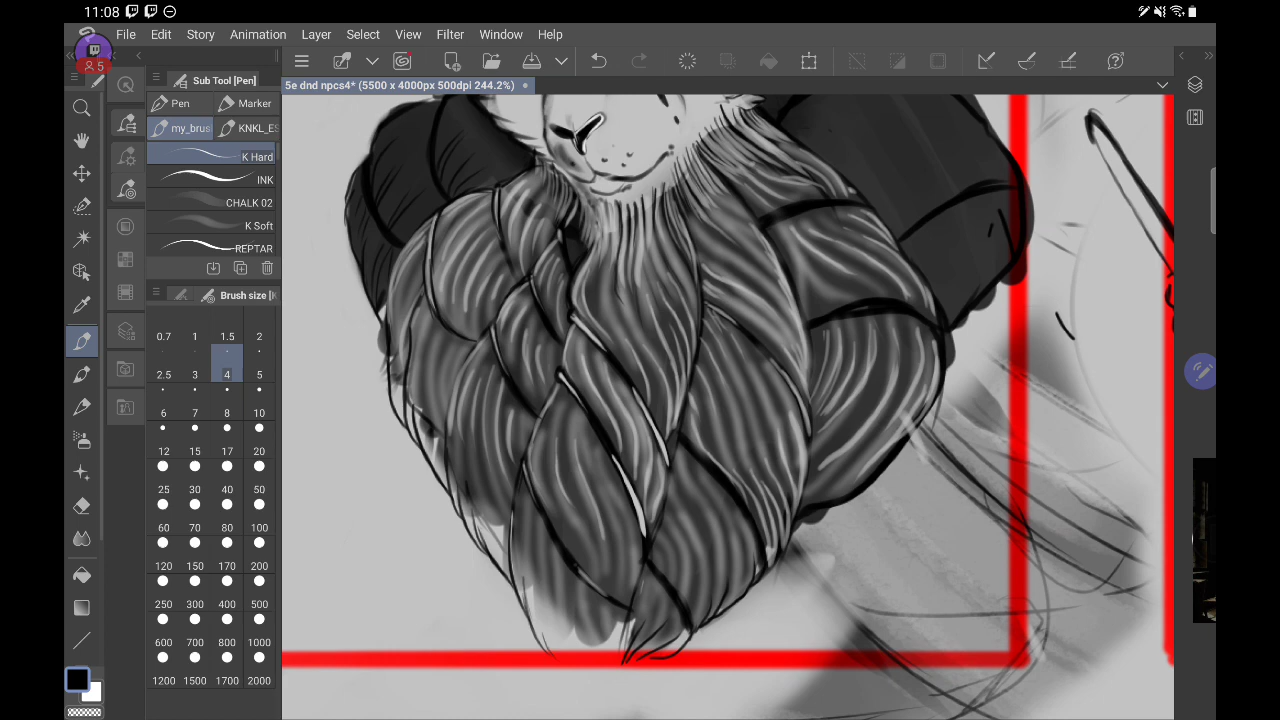 11:08
File Edit Story Animation Layer Select View Filter Window Help
5
Sub Tool [Pen]
5e dnd npcs4* (5500 x 4000px 500dpi 244.2%)
Pen Marker
my_brus KNKL_ES
K Hard
INK
CHALK 02
K Soft
REPTAR
Brush size [K
0.7 1 1.5 2
2.5 3 4 5
6 7 8 10
12 15 17 20
25 30 40 50
60 70 80 100
120 150 170 200
250 300 400 500
600 700 800 1000
1200 1500 1700 2000